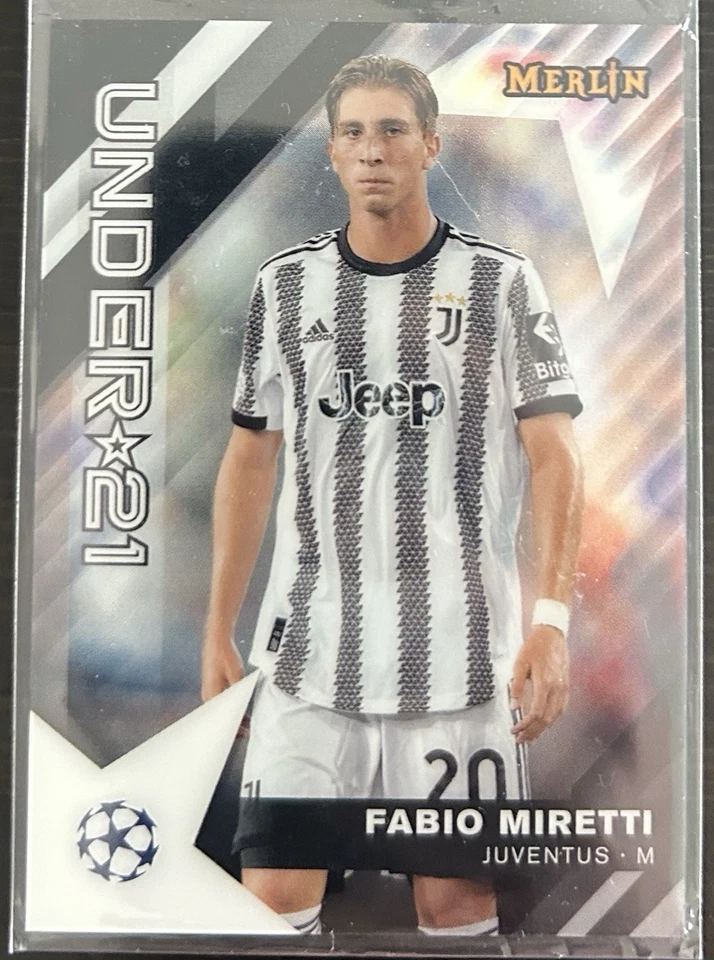 MERLIN
UNDER★21
adidas
J
Jeep
20
FABIO MIRETTI
JUVENTUS · M